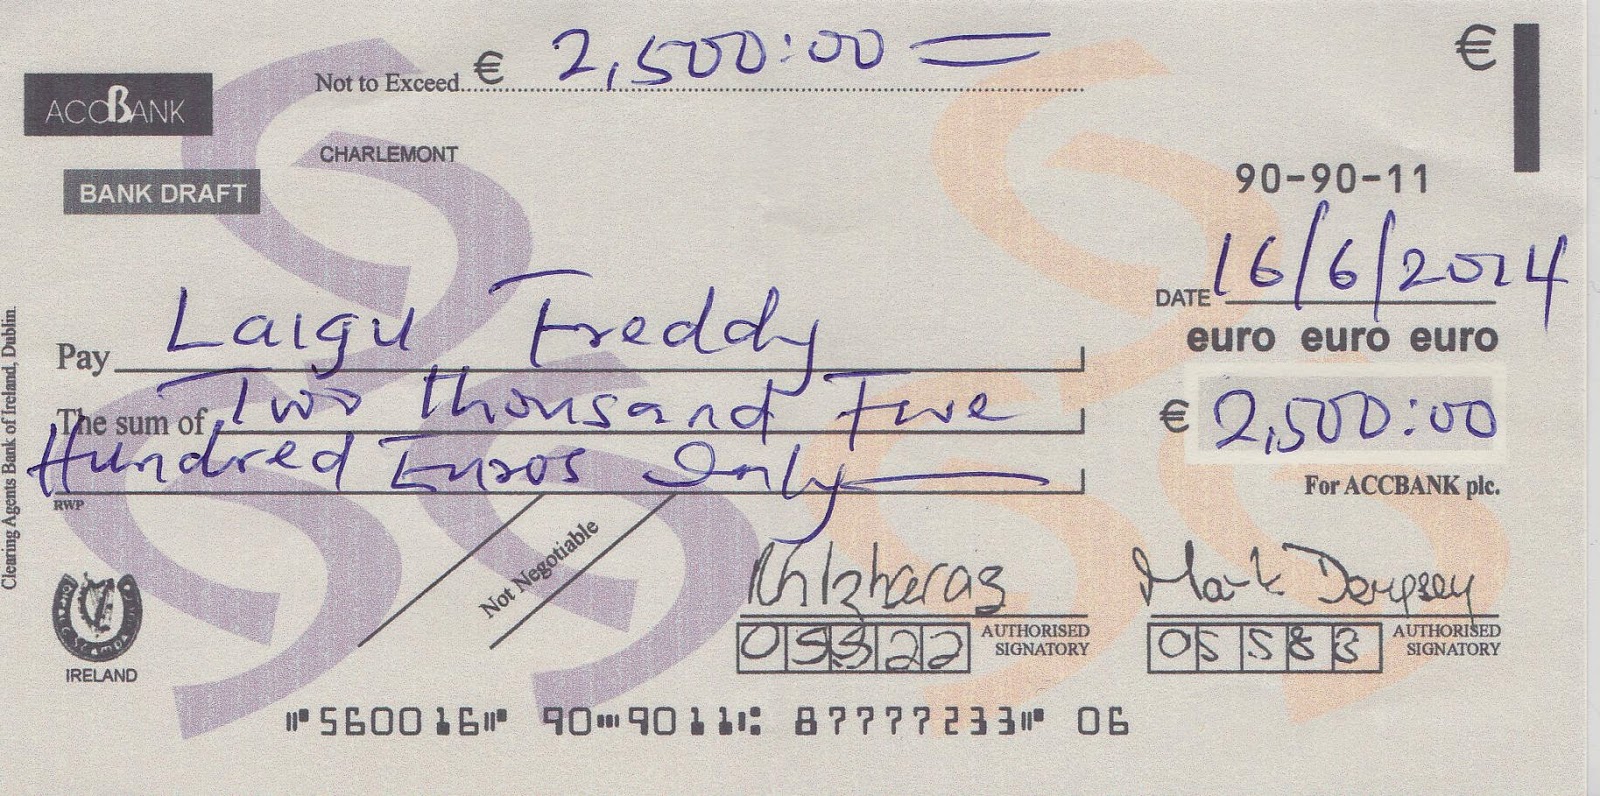 Not to Exceed € 2,500:00
€
ACCBANK
CHARLEMONT
BANK DRAFT
90-90-11
DATE 16/6/2014
euro euro euro
Pay Laigu Freddy
The sum of Two thousand Five
€ 2,500:00
Hundred Euros Only
RWP
For ACCBANK plc.
Clearing Agents Bank of Ireland, Dublin.
Not Negotiable
Mark Dempsey
05322 AUTHORISED SIGNATORY
05583 AUTHORISED SIGNATORY
IRELAND
⑈560016⑈ 90⑉9011⑆ 87777233⑈ 06